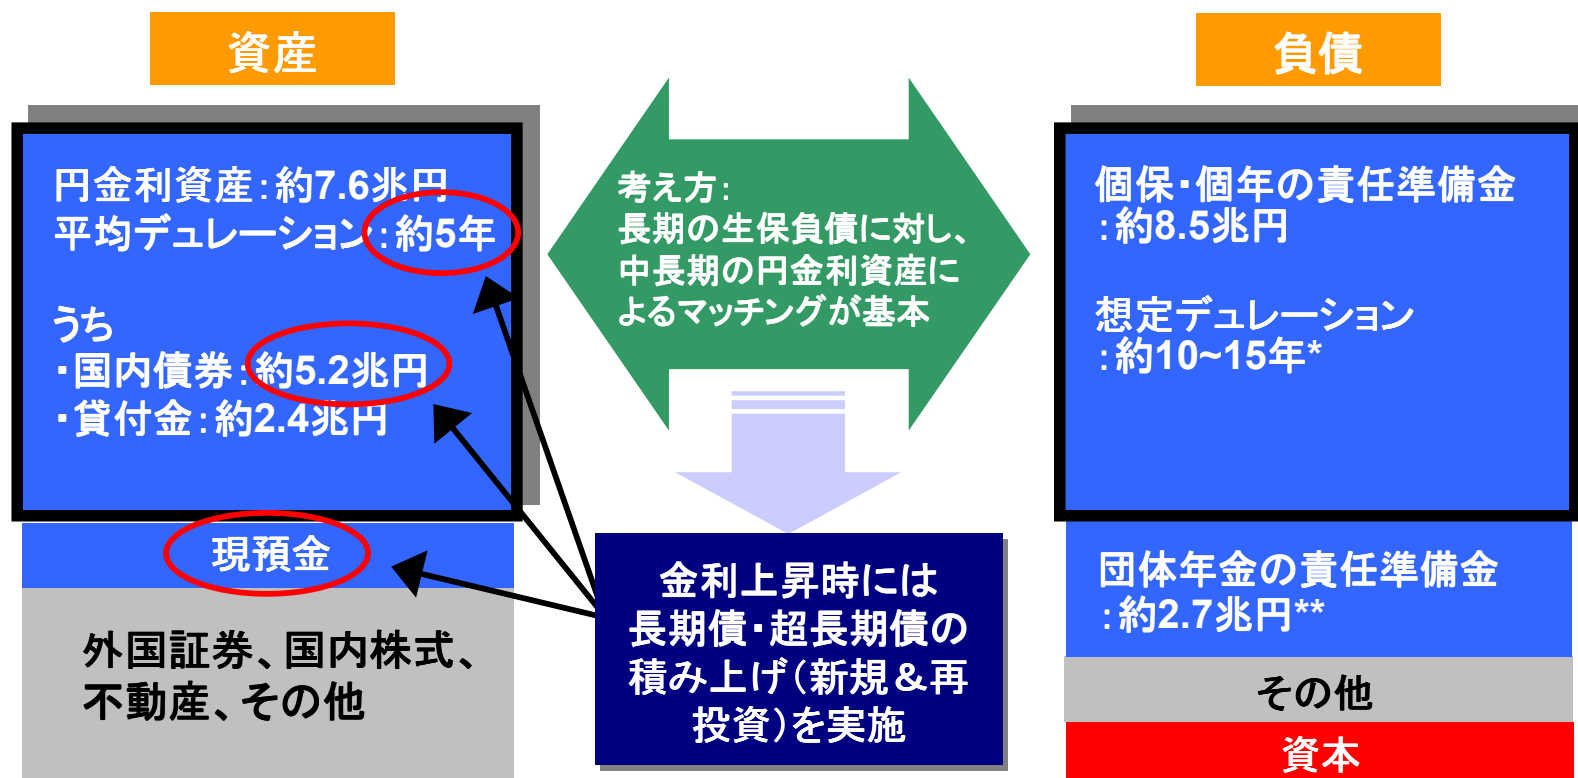 資産
円金利資産：約7.6兆円
平均デュレーション：約5年
うち
・国内債券：約5.2兆円
・貸付金：約2.4兆円
現預金
外国証券、国内株式、
不動産、その他
考え方：
長期の生保負債に対し、
中長期の円金利資産に
よるマッチングが基本
金利上昇時には
長期債・超長期債の
積み上げ（新規＆再
投資）を実施
負債
個保・個年の責任準備金
：約8.5兆円
想定デュレーション
：約10~15年*
団体年金の責任準備金
：約2.7兆円**
その他
資本